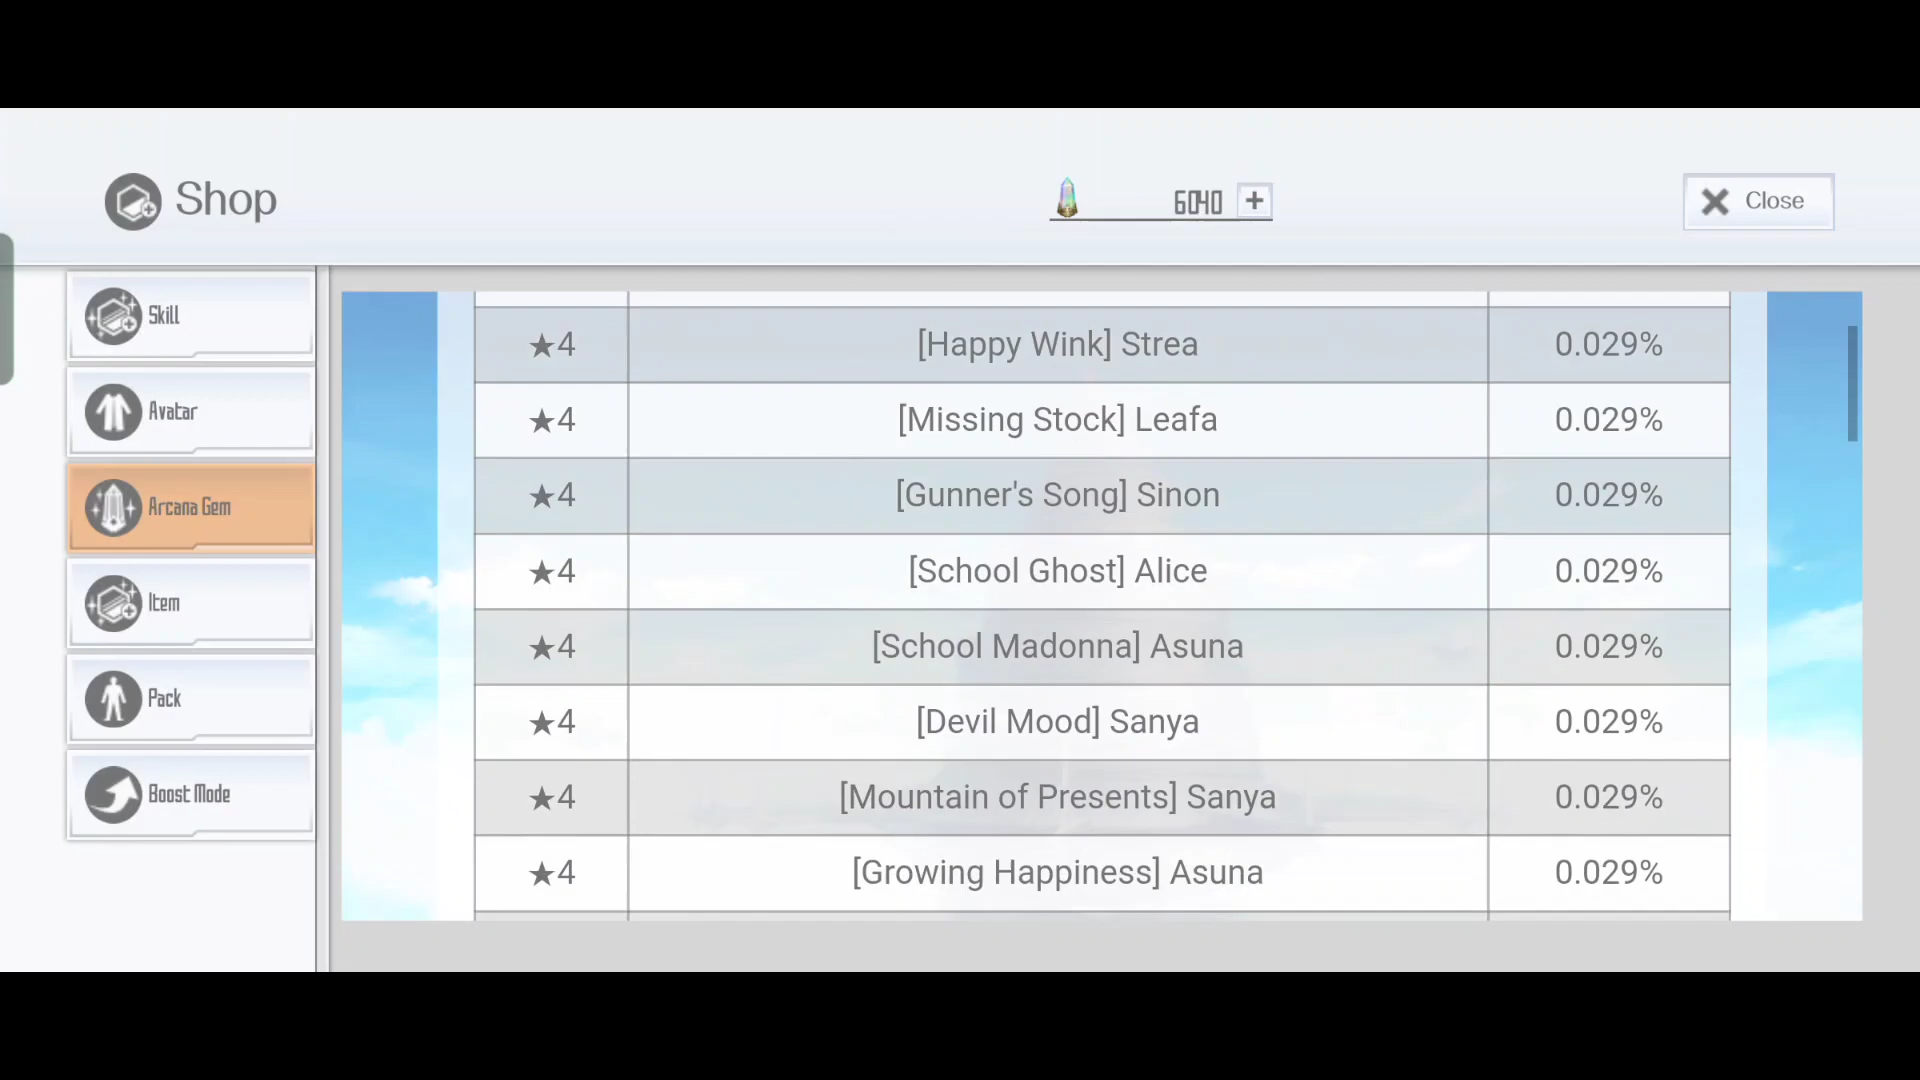 Shop
6040 +
Close
Skill
Avatar
Arcana Gem
Item
Pack
Boost Mode
★4 [Happy Wink] Strea 0.029%
★4 [Missing Stock] Leafa 0.029%
★4 [Gunner's Song] Sinon 0.029%
★4 [School Ghost] Alice 0.029%
★4 [School Madonna] Asuna 0.029%
★4 [Devil Mood] Sanya 0.029%
★4 [Mountain of Presents] Sanya 0.029%
★4 [Growing Happiness] Asuna 0.029%